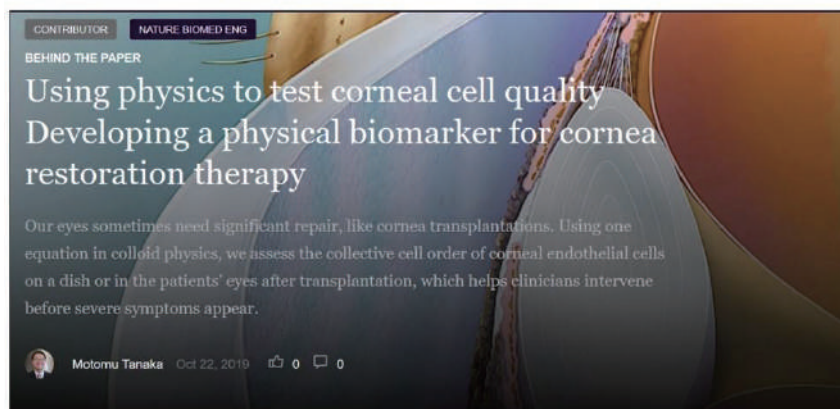 CONTRIBUTOR NATURE BIOMED ENG
BEHIND THE PAPER
Using physics to test corneal cell quality
Developing a physical biomarker for cornea
restoration therapy
Our eyes sometimes need significant repair, like cornea transplantations. Using one
equation in colloid physics, we assess the collective cell order of corneal endothelial cells
on a dish or in the patients' eyes after transplantation, which helps clinicians intervene
before severe symptoms appear.
Motomu Tanaka Oct 22, 2019 0 0